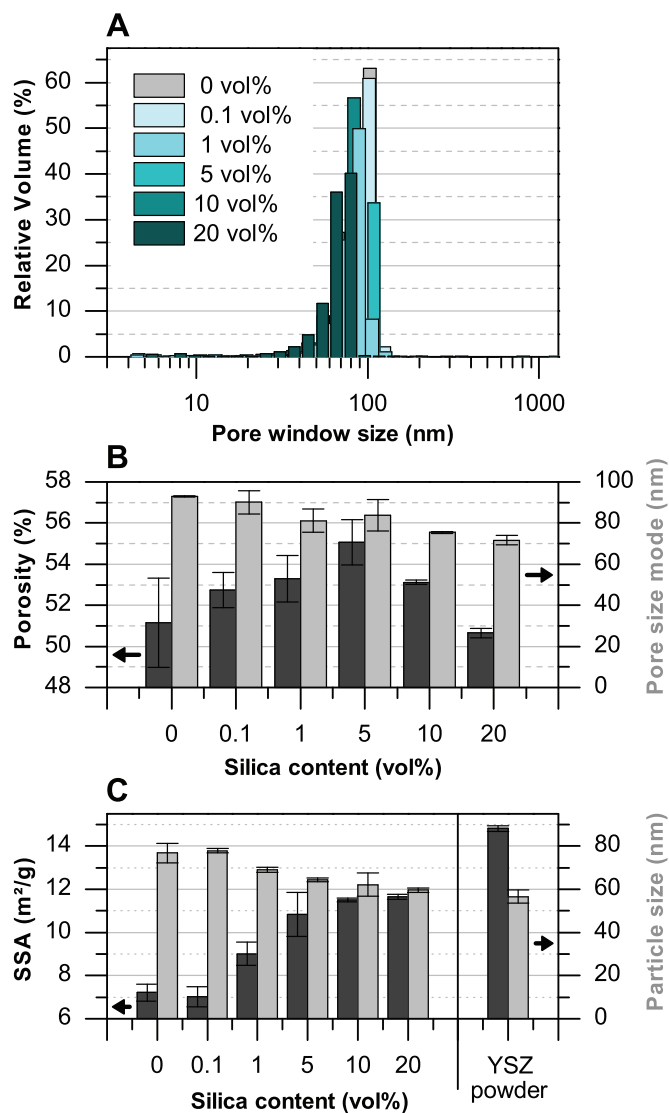 A
Relative Volume (%)
60
50
40
30
20
10
0
0 vol%
0.1 vol%
1 vol%
5 vol%
10 vol%
20 vol%
10 100 1000
Pore window size (nm)
B
Porosity (%)
58
56
54
52
50
48
100
80
60
40
20
0
Pore size mode (nm)
0 0.1 1 5 10 20
Silica content (vol%)
C
SSA (m²/g)
14
12
10
8
6
80
60
40
20
0
Particle size (nm)
0 0.1 1 5 10 20 YSZ
powder
Silica content (vol%)